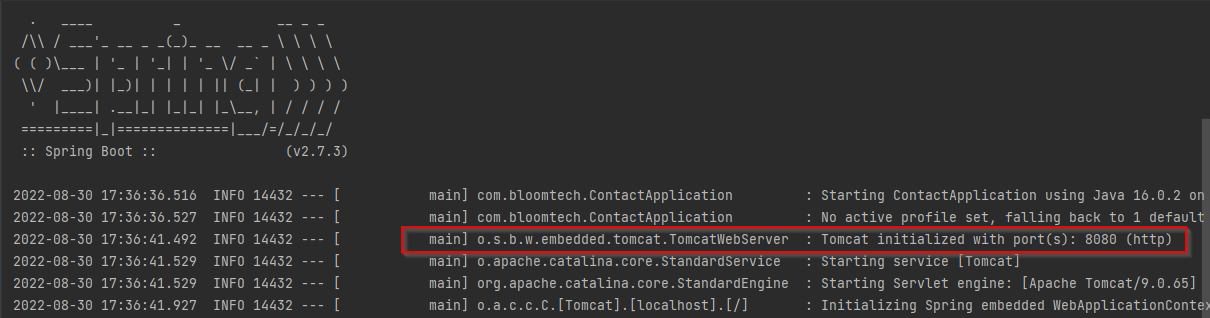 .   ____          _            __ _ _
 /\\ / ___'_ __ _ _(_)_ __  __ _ \ \ \ \
( ( )\___ | '_ | '_| | '_ \/ _` | \ \ \ \
 \\/  ___)| |_)| | | | | || (_| |  ) ) ) )
  '  |____| .__|_| |_|_| |_\__, | / / / /
 =========|_|==============|___/=/_/_/_/
 :: Spring Boot ::                (v2.7.3)
2022-08-30 17:36:36.516  INFO 14432 --- [           main] com.bloomtech.ContactApplication         : Starting ContactApplication using Java 16.0.2 on
2022-08-30 17:36:36.527  INFO 14432 --- [           main] com.bloomtech.ContactApplication         : No active profile set, falling back to 1 default
2022-08-30 17:36:41.492  INFO 14432 --- [           main] o.s.b.w.embedded.tomcat.TomcatWebServer  : Tomcat initialized with port(s): 8080 (http)
2022-08-30 17:36:41.529  INFO 14432 --- [           main] o.apache.catalina.core.StandardService   : Starting service [Tomcat]
2022-08-30 17:36:41.529  INFO 14432 --- [           main] org.apache.catalina.core.StandardEngine  : Starting Servlet engine: [Apache Tomcat/9.0.65]
2022-08-30 17:36:41.927  INFO 14432 --- [           main] o.a.c.c.C.[Tomcat].[localhost].[/]       : Initializing Spring embedded WebApplicationContex